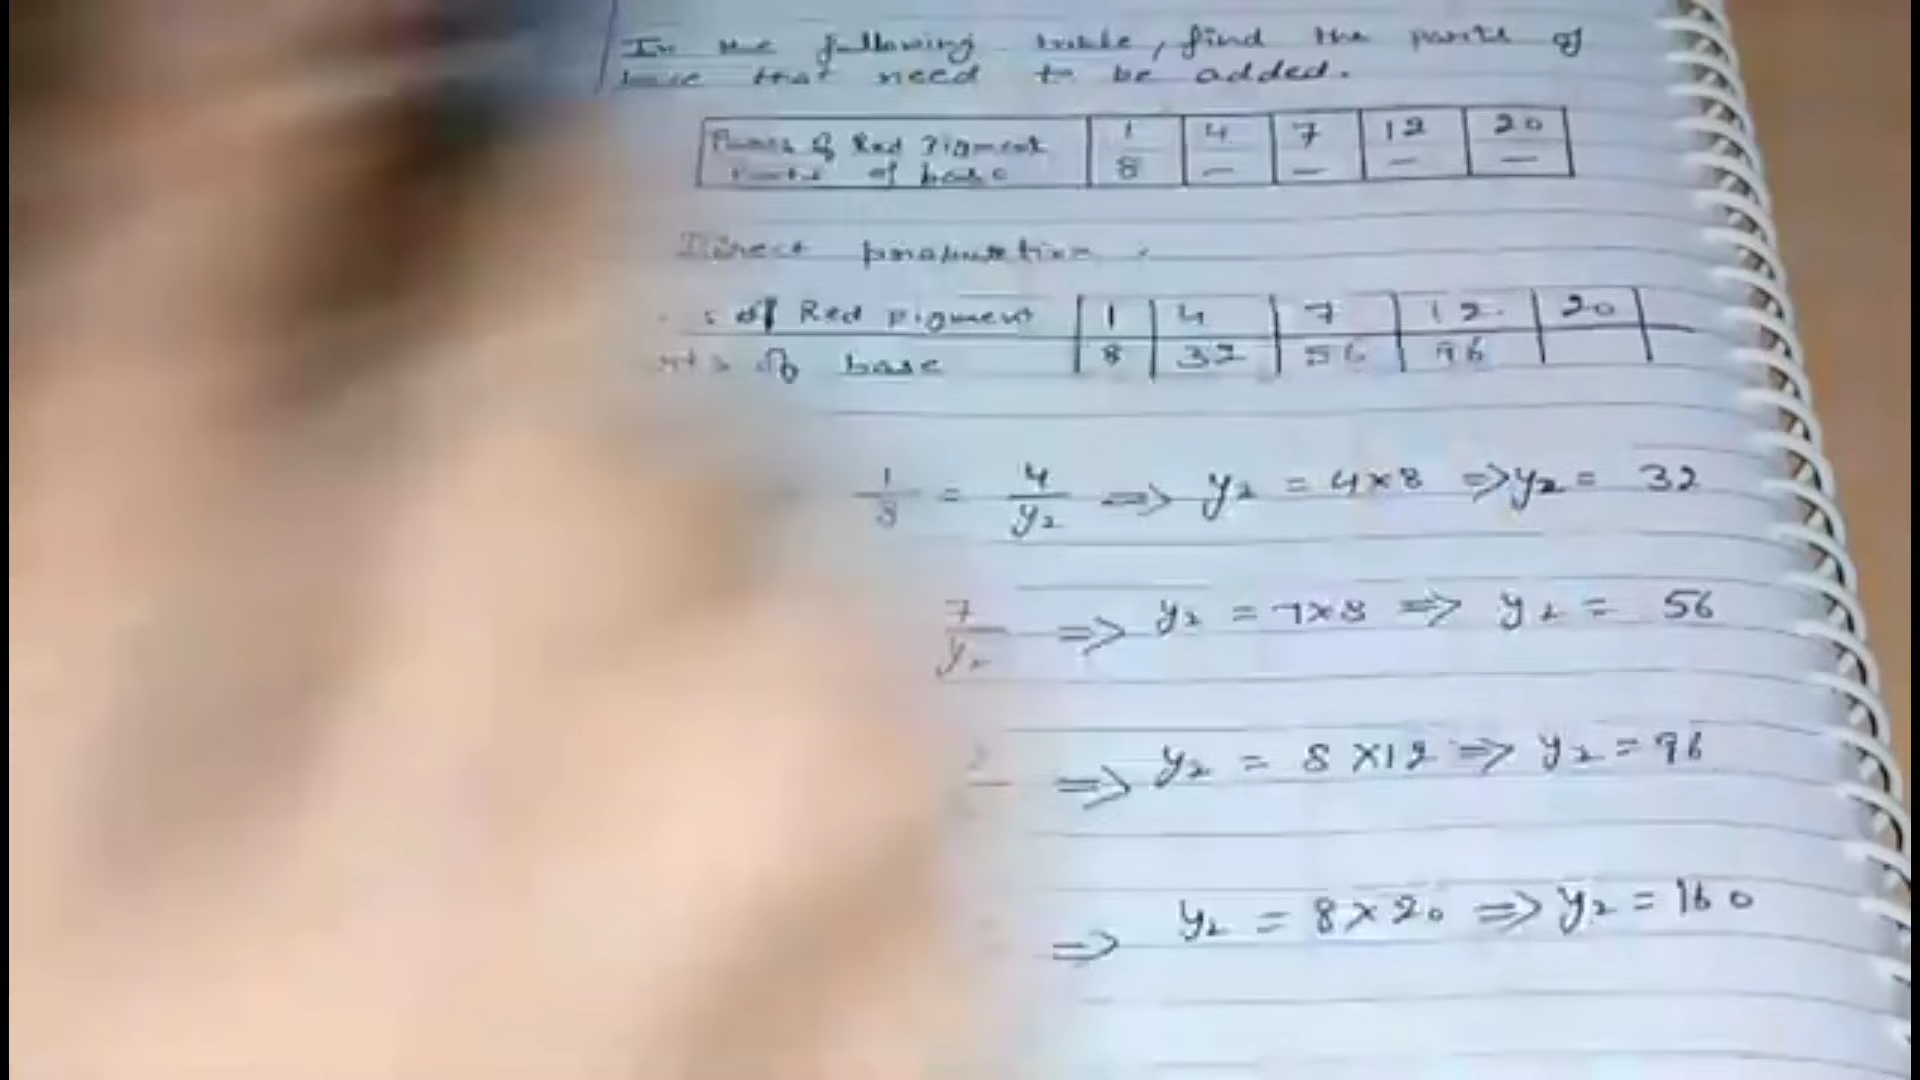 In the following table, find the parts of
base that need to be added.
Parts of Red Pigment 1 4 7 12 20
Parts of base 8 — — — —
Direct
of Red Pigment 1 4 7 12. 20
of base 8 32 56 96
1/8 = 4/y₂ ⇒ y₂ = 4×8 ⇒ y₂ = 32
7/y₂ ⇒ y₂ = 7×8 ⇒ y₂ = 56
⇒ y₂ = 8×12 ⇒ y₂ = 96
⇒ y₂ = 8×20 ⇒ y₂ = 160